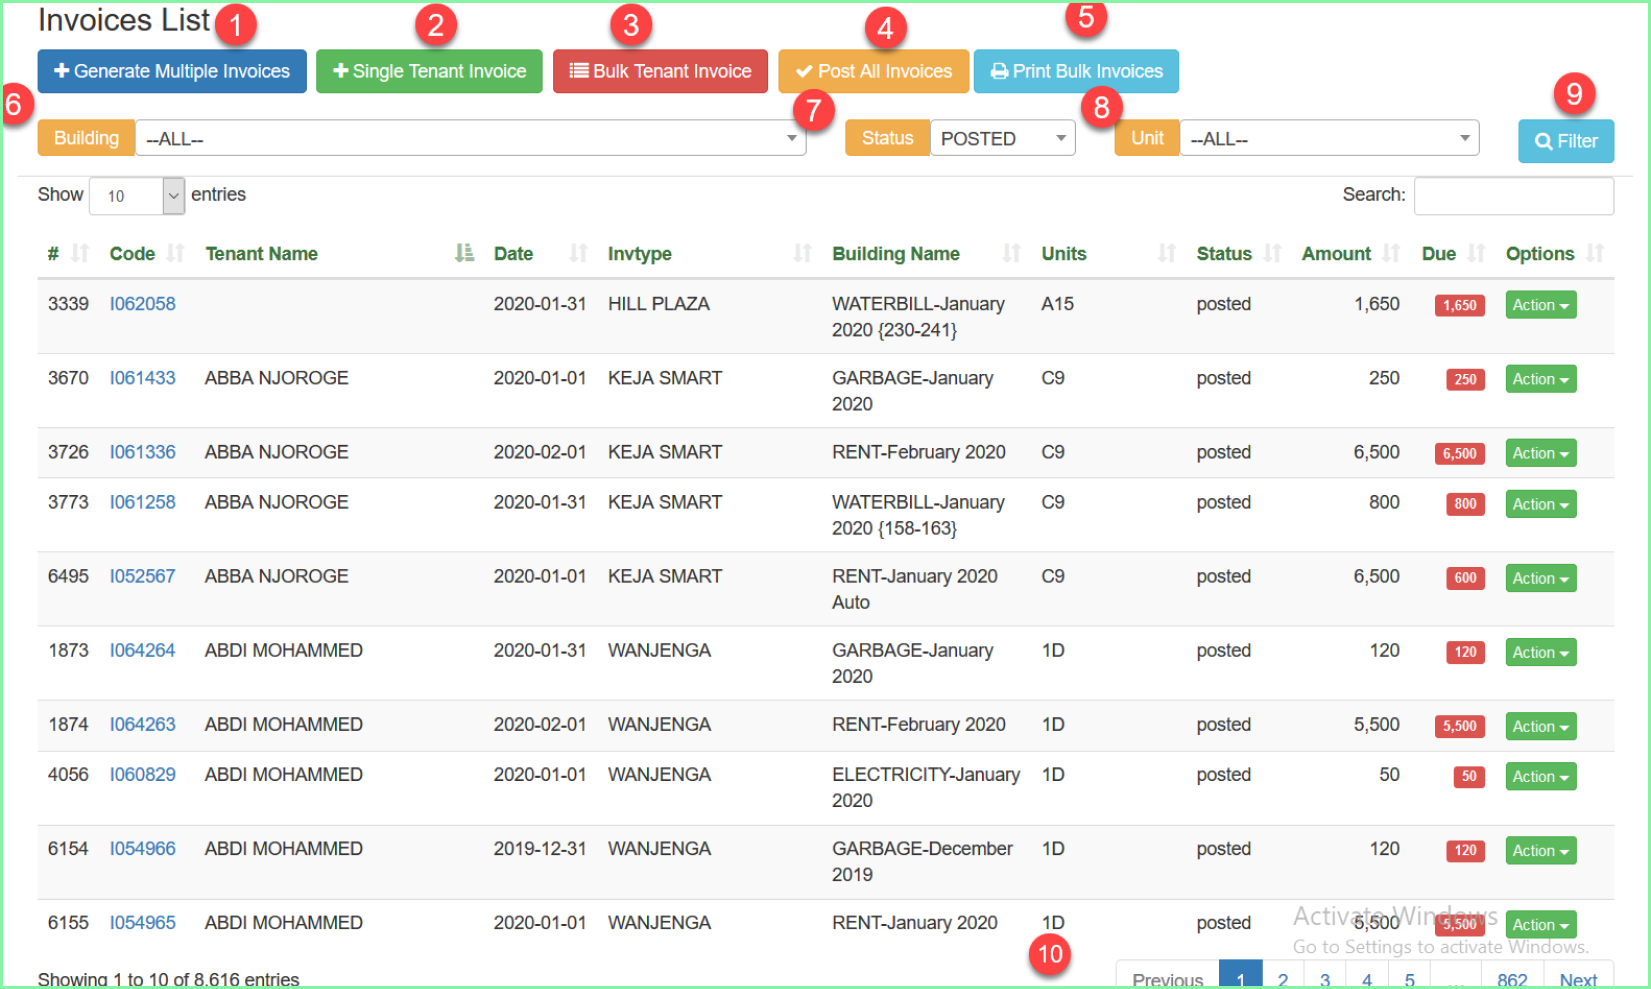 Invoices List 1 2 3 4 5
Generate Multiple Invoices Single Tenant Invoice Bulk Tenant Invoice Post All Invoices Print Bulk Invoices
6 7 8 9
Building --ALL-- Status POSTED Unit --ALL-- Filter
Show 10 entries Search:
# Code Tenant Name Date Invtype Building Name Units Status Amount Due Options
3339 I062058 2020-01-31 HILL PLAZA WATERBILL-January A15 posted 1,650 1,650 Action
2020 {230-241}
3670 I061433 ABBA NJOROGE 2020-01-01 KEJA SMART GARBAGE-January C9 posted 250 250 Action
2020
3726 I061336 ABBA NJOROGE 2020-02-01 KEJA SMART RENT-February 2020 C9 posted 6,500 6,500 Action
3773 I061258 ABBA NJOROGE 2020-01-31 KEJA SMART WATERBILL-January C9 posted 800 800 Action
2020 {158-163}
6495 I052567 ABBA NJOROGE 2020-01-01 KEJA SMART RENT-January 2020 C9 posted 6,500 600 Action
Auto
1873 I064264 ABDI MOHAMMED 2020-01-31 WANJENGA GARBAGE-January 1D posted 120 120 Action
2020
1874 I064263 ABDI MOHAMMED 2020-02-01 WANJENGA RENT-February 2020 1D posted 5,500 5,500 Action
4056 I060829 ABDI MOHAMMED 2020-01-01 WANJENGA ELECTRICITY-January 1D posted 50 50 Action
2020
6154 I054966 ABDI MOHAMMED 2019-12-31 WANJENGA GARBAGE-December 1D posted 120 120 Action
2019
6155 I054965 ABDI MOHAMMED 2020-01-01 WANJENGA RENT-January 2020 1D posted 5,500 5,500 Action
Activate Windows
Go to Settings to activate Windows.
10
Showing 1 to 10 of 8,616 entries Previous 1 2 3 4 5 ... 862 Next